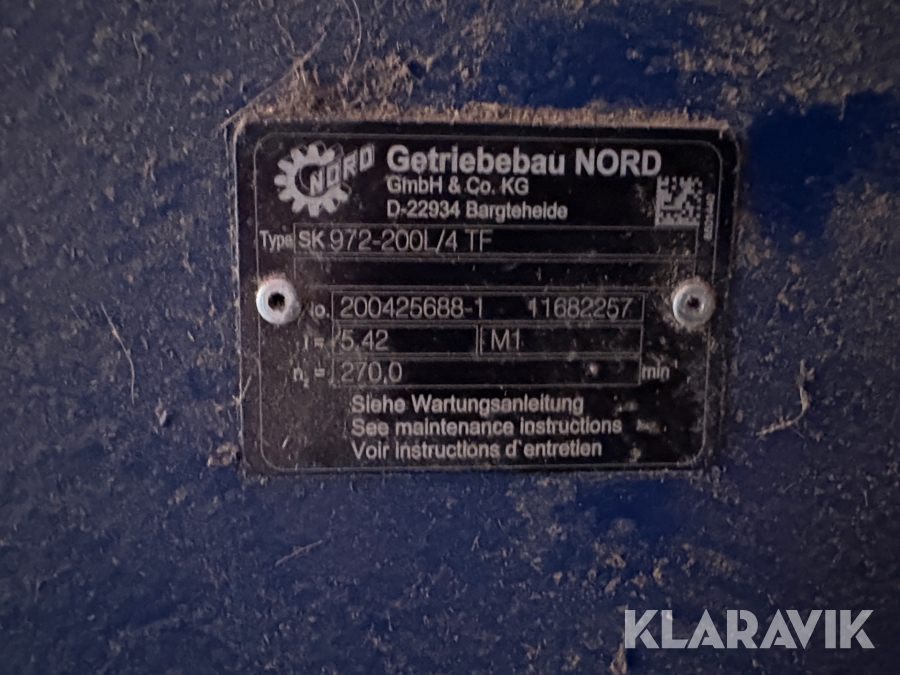 NORD
Getriebebau NORD
GmbH & Co. KG
D-22934 Bargteheide
Type SK 972-200L/4 TF
No. 200425688-1 11682257
i = 5.42 M1
n₂ = 270,0 min
Siehe Wartungsanleitung
See maintenance instructions
Voir instructions d'entretien
KLARAVIK